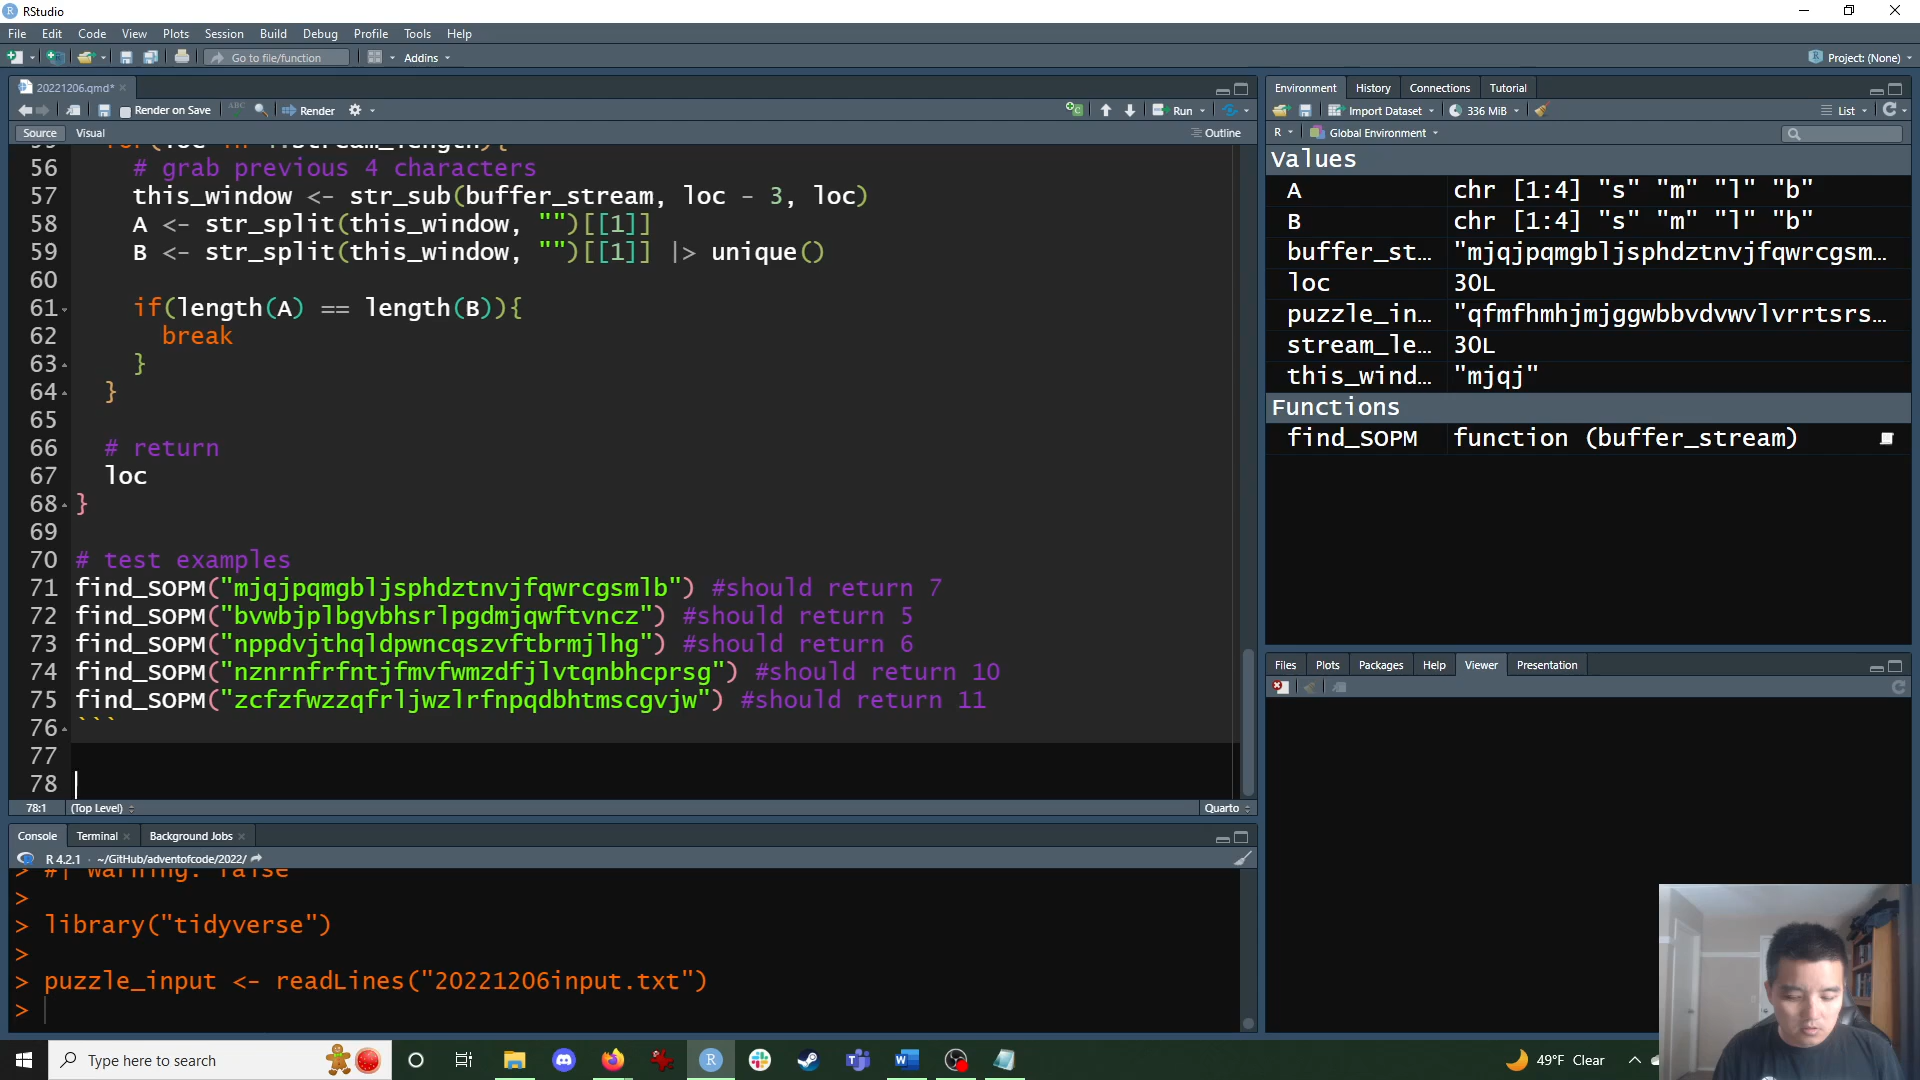 RStudio
File Edit Code View Plots Session Build Debug Profile Tools Help
Go to file/function Addins Project: (None)
20221206.qmd*
Render on Save ABC Render Run
Source Visual Outline
56 # grab previous 4 characters
57 this_window <- str_sub(buffer_stream, loc - 3, loc)
58 A <- str_split(this_window, "")[[1]]
59 B <- str_split(this_window, "")[[1]] |> unique()
60
61 if(length(A) == length(B)){
62 break
63 }
64 }
65
66 # return
67 loc
68 }
69
70 # test examples
71 find_SOPM("mjqjpqmgbljsphdztnvjfqwrcgsmlb") #should return 7
72 find_SOPM("bvwbjplbgvbhsrlpgdmjqwftvncz") #should return 5
73 find_SOPM("nppdvjthqldpwncqszvftbrmjlhg") #should return 6
74 find_SOPM("nznrnfrfntjfmvfwmzdfjlvtqnbhcprsg") #should return 10
75 find_SOPM("zcfzfwzzqfrljwzlrfnpqdbhtmscgvjw") #should return 11
76 ```
77
78
78:1 (Top Level) Quarto
Console Terminal Background Jobs
R 4.2.1 · ~/GitHub/adventofcode/2022/
> #| warning: false
>
> library("tidyverse")
>
> puzzle_input <- readLines("20221206input.txt")
>
Environment History Connections Tutorial
Import Dataset 336 MiB List
R Global Environment
Values
A chr [1:4] "s" "m" "l" "b"
B chr [1:4] "s" "m" "l" "b"
buffer_st… "mjqjpqmgbljsphdztnvjfqwrcgsm…
loc 30L
puzzle_in… "qfmfhmhjmjggwbbvdvwvlvrrtsrs…
stream_le… 30L
this_wind… "mjqj"
Functions
find_SOPM function (buffer_stream)
Files Plots Packages Help Viewer Presentation
Type here to search
49°F Clear